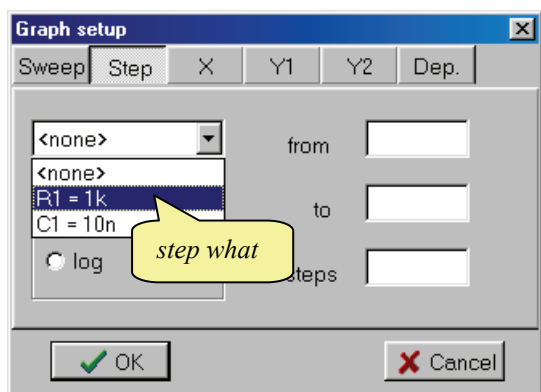 Graph setup
Sweep Step X Y1 Y2 Dep.
<none> from
<none>
R1 = 1k
to
C1 = 10n
log step what steps
OK Cancel